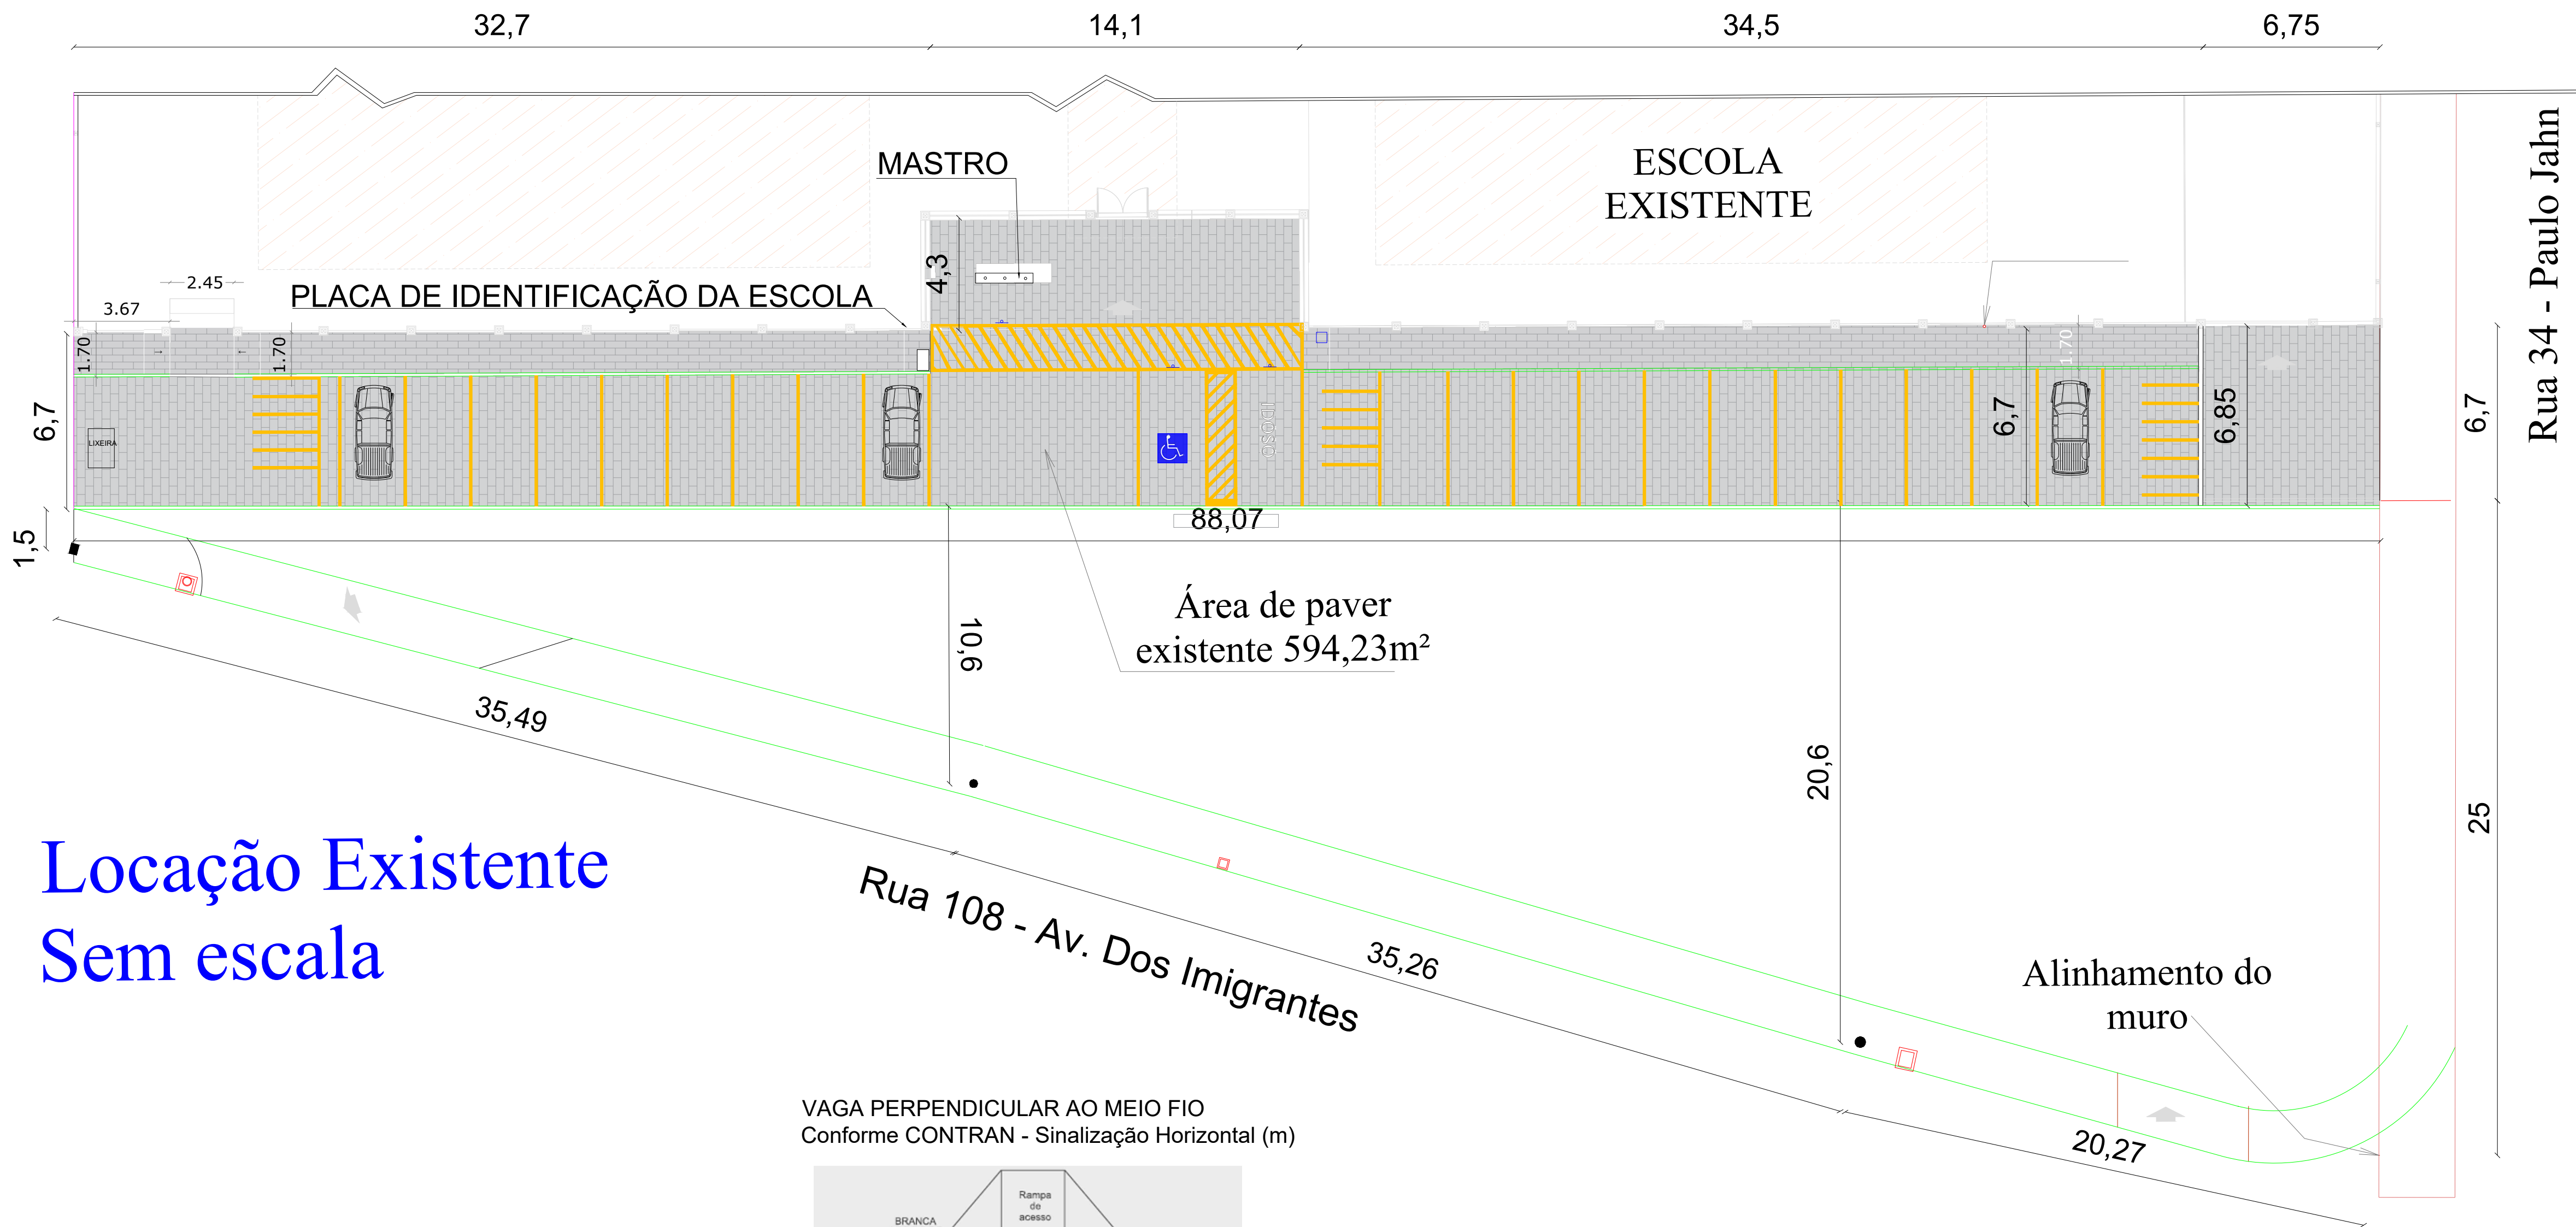 32,7
14,1
34,5
6,75
MASTRO
ESCOLA
EXISTENTE
Rua 34 - Paulo Jahn
2.45
3.67
PLACA DE IDENTIFICAÇÃO DA ESCOLA
4,3
1.70
1.70
1.70
6,7
LIXEIRA
IDOSO
6,7
6,85
6,7
88,07
1,5
Área de paver
existente 594,23m²
10,6
35,49
20,6
25
Locação Existente
Sem escala
Rua 108 - Av. Dos Imigrantes
35,26
Alinhamento do
muro
20,27
VAGA PERPENDICULAR AO MEIO FIO
Conforme CONTRAN - Sinalização Horizontal (m)
Rampa
de
acesso
BRANCA